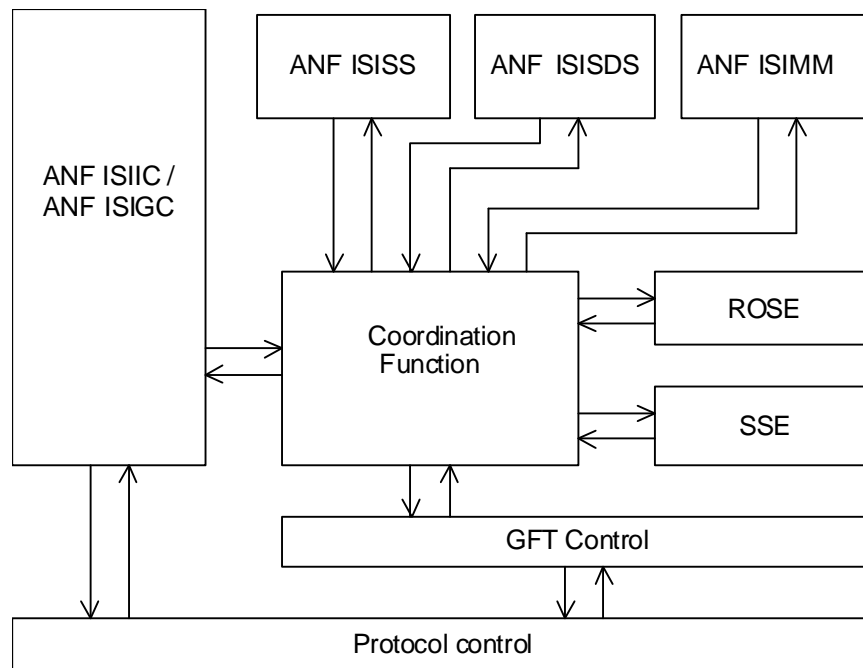 ANF ISISS
ANF ISISDS
ANF ISIMM
ANF ISIIC /
ANF ISIGC
Coordination
Function
ROSE
SSE
GFT Control
Protocol control